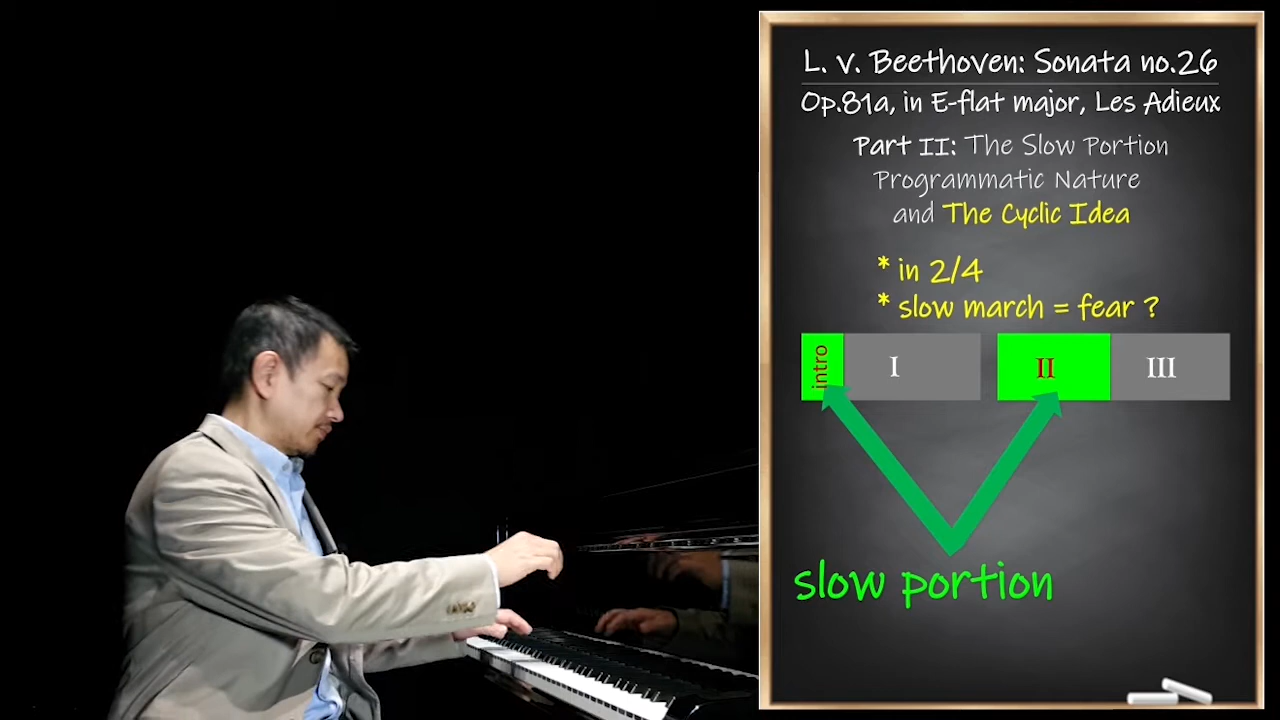 L. v. Beethoven: Sonata no.26
Op.81a, in E-flat major, Les Adieux
Part II: The Slow Portion
Programmatic Nature
and The Cyclic Idea
* in 2/4
* slow march = fear ?
intro I II III
slow portion